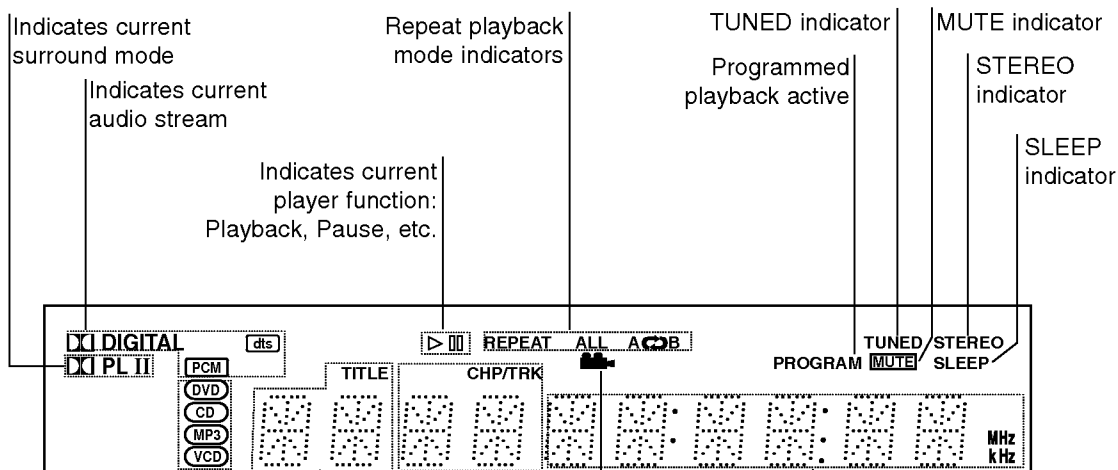 Indicates current
surround mode
Indicates current
audio stream
Repeat playback
mode indicators
Indicates current
player function:
Playback, Pause, etc.
TUNED indicator
MUTE indicator
Programmed
playback active
STEREO
indicator
SLEEP
indicator
DIGITAL dts
PL II PCM
REPEAT ALL A B
TUNED STEREO
PROGRAM MUTE SLEEP
TITLE CHP/TRK
DVD
CD
MP3
VCD
MHz
kHz